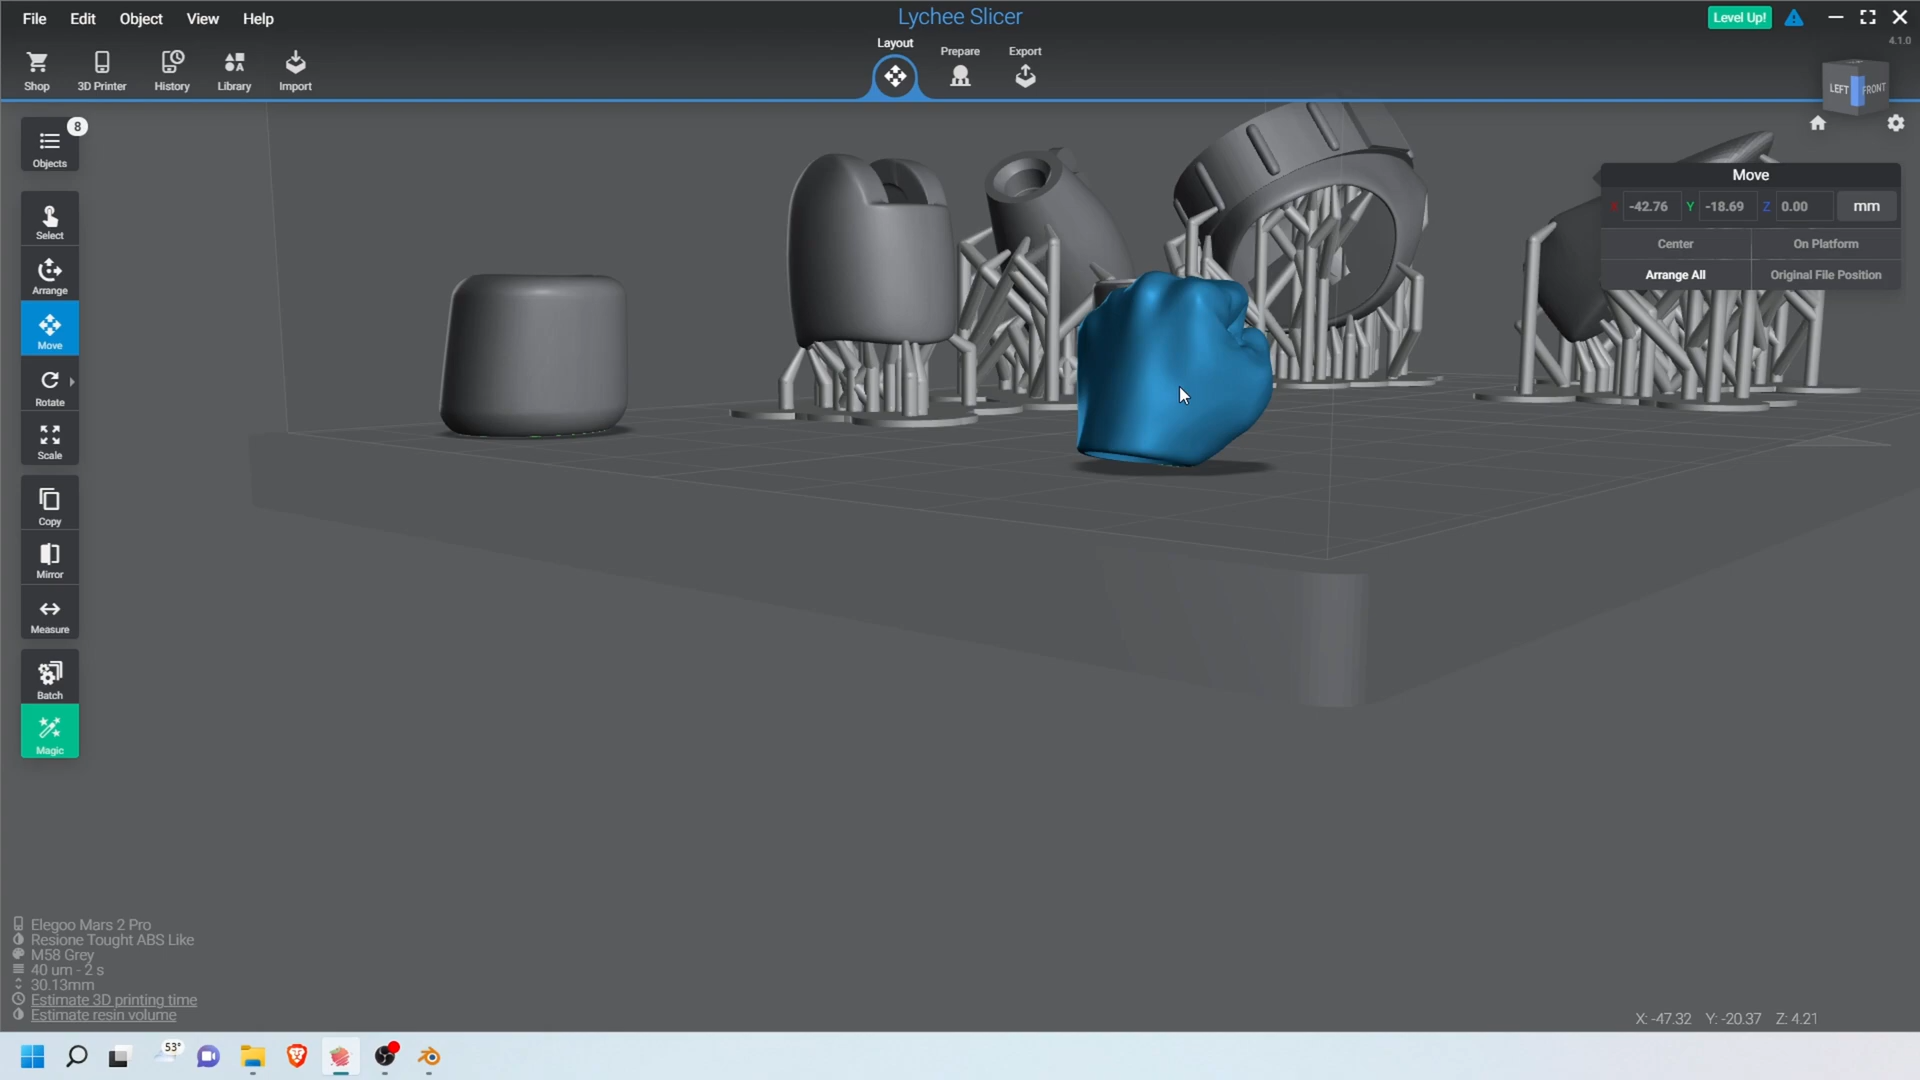 File Edit Object View Help
Lychee Slicer
Level Up!
4.1.0
Shop 3D Printer History Library Import
Layout Prepare Export
LEFT FRONT
8
Objects
Select
Arrange
Move
Rotate
Scale
Copy
Mirror
Measure
Batch
Magic
Move
X -42.76 Y -18.69 Z 0.00 mm
Center On Platform
Arrange All Original File Position
Elegoo Mars 2 Pro
Resione Tought ABS Like
M58 Grey
40 um - 2 s
30.13mm
Estimate 3D printing time
Estimate resin volume
X: -47.32 Y: -20.37 Z: 4.21
53°